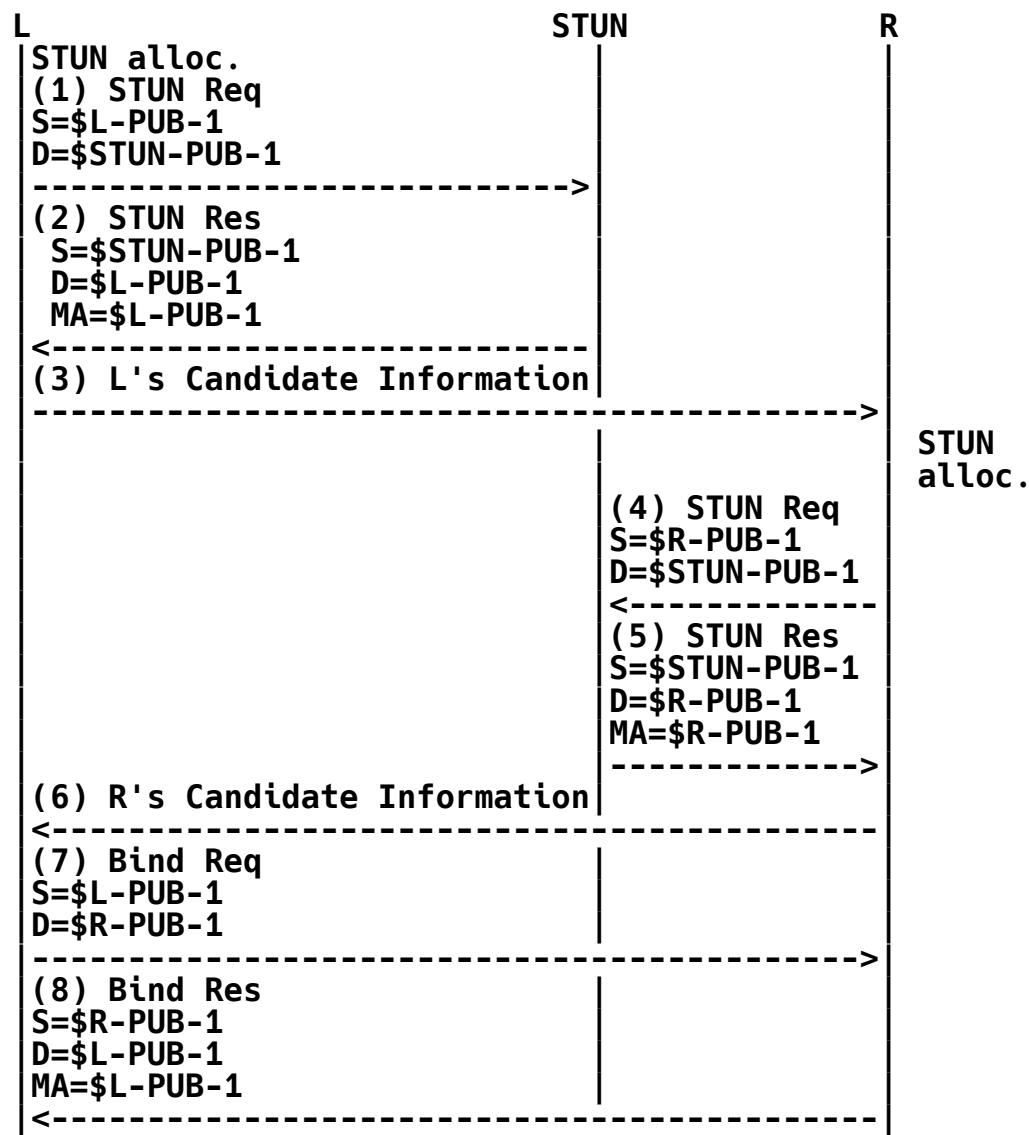 L STUN R
STUN alloc.
(1) STUN Req
S=$L-PUB-1
D=$STUN-PUB-1
(2) STUN Res
S=$STUN-PUB-1
D=$L-PUB-1
MA=$L-PUB-1
(3) L's Candidate Information
STUN
alloc.
(4) STUN Req
S=$R-PUB-1
D=$STUN-PUB-1
(5) STUN Res
S=$STUN-PUB-1
D=$R-PUB-1
MA=$R-PUB-1
(6) R's Candidate Information
(7) Bind Req
S=$L-PUB-1
D=$R-PUB-1
(8) Bind Res
S=$R-PUB-1
D=$L-PUB-1
MA=$L-PUB-1